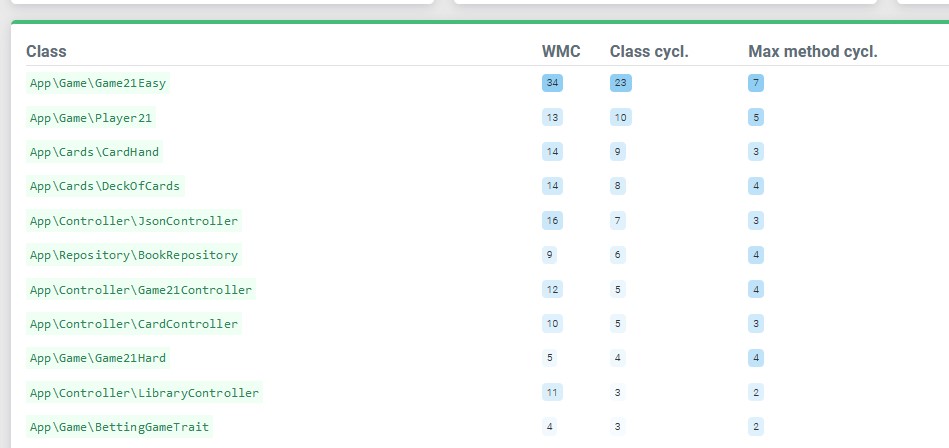 Class WMC Class cycl. Max method cycl.
App\Game\Game21Easy 34 23 7
App\Game\Player21 13 10 5
App\Cards\CardHand 14 9 3
App\Cards\DeckOfCards 14 8 4
App\Controller\JsonController 16 7 3
App\Repository\BookRepository 9 6 4
App\Controller\Game21Controller 12 5 4
App\Controller\CardController 10 5 3
App\Game\Game21Hard 5 4 4
App\Controller\LibraryController 11 3 2
App\Game\BettingGameTrait 4 3 2